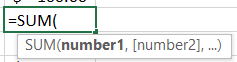 =SUM(
SUM(number1, [number2], ...)